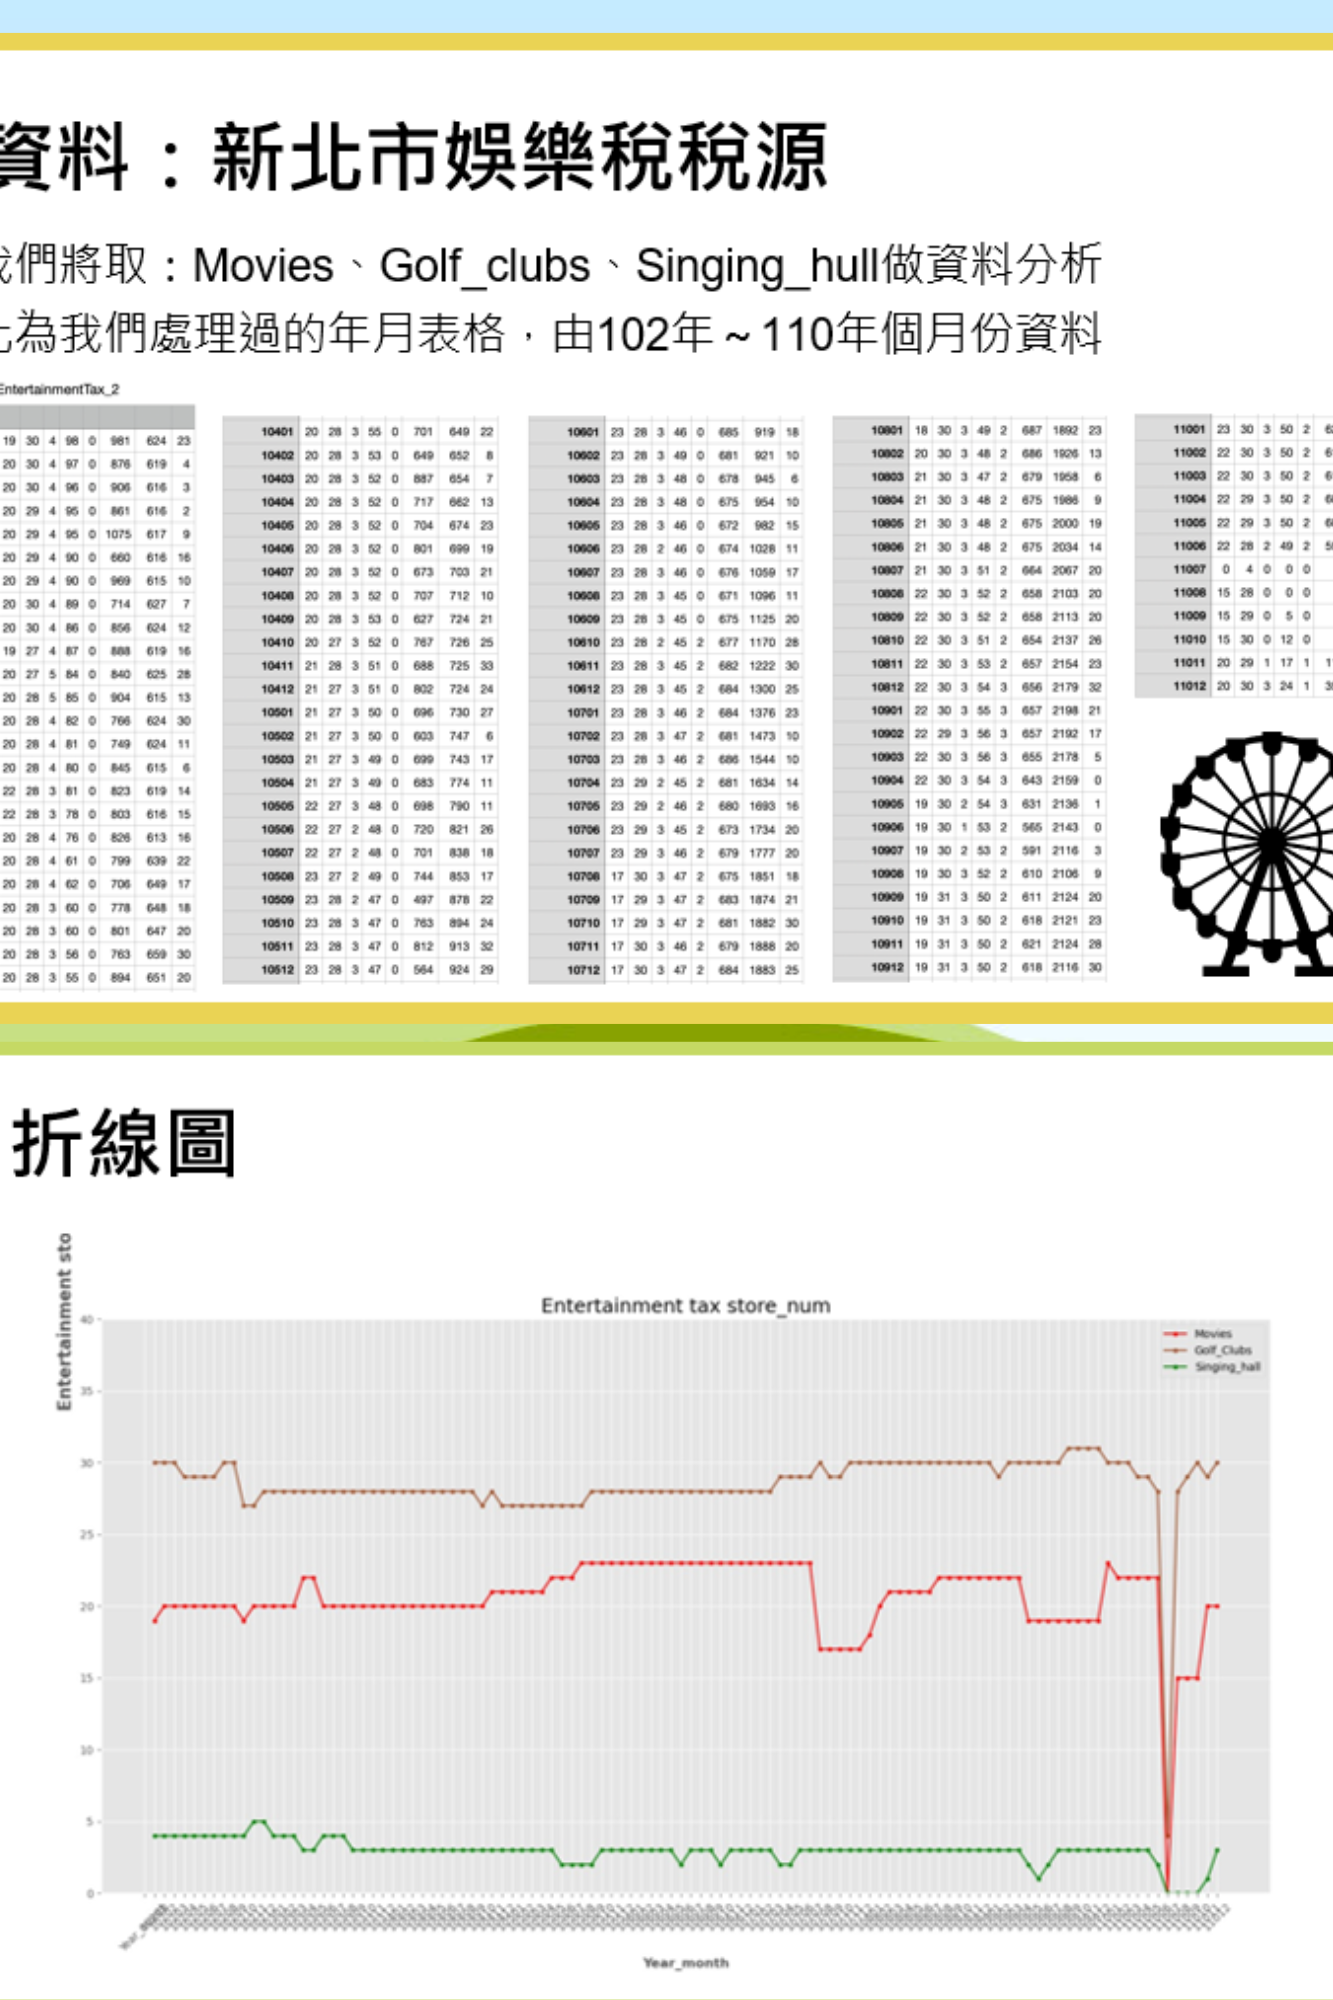 資料：新北市娛樂稅稅源
我們將取：Movies、Golf_clubs、Singing_hull做資料分析
為我們處理過的年月表格，由102年～110年個月份資料
EntertainmentTax_2
19 30 4 98 0 981 624 23
20 30 4 97 0 876 619 4
20 30 4 96 0 906 616 3
20 29 4 95 0 861 616 2
20 29 4 95 0 1075 617 9
20 29 4 90 0 660 616 16
20 29 4 90 0 969 615 10
20 30 4 89 0 714 627 7
20 30 4 86 0 856 624 12
19 27 4 87 0 888 619 16
20 27 5 84 0 840 625 28
20 28 5 85 0 904 615 13
20 28 4 82 0 766 624 30
20 28 4 81 0 749 624 11
20 28 4 80 0 845 615 6
22 28 3 81 0 823 619 14
22 28 3 78 0 803 616 15
20 28 4 76 0 826 613 16
20 28 4 61 0 799 639 22
20 28 4 62 0 706 649 17
20 28 3 60 0 778 648 18
20 28 3 60 0 801 647 20
20 28 3 56 0 763 659 30
20 28 3 55 0 894 651 20
10401 20 28 3 55 0 701 649 22
10402 20 28 3 53 0 649 652 8
10403 20 28 3 52 0 887 654 7
10404 20 28 3 52 0 717 662 13
10405 20 28 3 52 0 704 674 23
10406 20 28 3 52 0 801 699 19
10407 20 28 3 52 0 673 703 21
10408 20 28 3 52 0 707 712 10
10409 20 28 3 53 0 627 724 21
10410 20 27 3 52 0 767 726 25
10411 21 28 3 51 0 688 725 33
10412 21 27 3 51 0 802 724 24
10501 21 27 3 50 0 696 730 27
10502 21 27 3 50 0 603 747 6
10503 21 27 3 49 0 699 743 17
10504 21 27 3 49 0 683 774 11
10505 22 27 3 48 0 698 790 11
10506 22 27 2 48 0 720 821 26
10507 22 27 2 48 0 701 838 18
10508 23 27 2 49 0 744 853 17
10509 23 28 2 47 0 497 878 22
10510 23 28 3 47 0 763 894 24
10511 23 28 3 47 0 812 913 32
10512 23 28 3 47 0 564 924 29
10601 23 28 3 46 0 685 919 18
10602 23 28 3 49 0 681 921 10
10603 23 28 3 48 0 678 945 6
10604 23 28 3 48 0 675 954 10
10605 23 28 3 46 0 672 982 15
10606 23 28 2 46 0 674 1028 11
10607 23 28 3 46 0 676 1059 17
10608 23 28 3 45 0 671 1096 11
10609 23 28 3 45 0 675 1125 20
10610 23 28 2 45 2 677 1170 28
10611 23 28 3 45 2 682 1222 30
10612 23 28 3 45 2 684 1300 25
10701 23 28 3 46 2 684 1376 23
10702 23 28 3 47 2 681 1473 10
10703 23 28 3 46 2 686 1544 10
10704 23 29 2 45 2 681 1634 14
10705 23 29 2 46 2 680 1693 16
10706 23 29 3 45 2 673 1734 20
10707 23 29 3 46 2 679 1777 20
10708 17 30 3 47 2 675 1851 18
10709 17 29 3 47 2 683 1874 21
10710 17 29 3 47 2 681 1882 30
10711 17 30 3 46 2 679 1888 20
10712 17 30 3 47 2 684 1883 25
10801 18 30 3 49 2 687 1892 23
10802 20 30 3 48 2 686 1926 13
10803 21 30 3 47 2 679 1958 6
10804 21 30 3 48 2 675 1986 9
10805 21 30 3 48 2 675 2000 19
10806 21 30 3 48 2 675 2034 14
10807 21 30 3 51 2 664 2067 20
10808 22 30 3 52 2 658 2103 20
10809 22 30 3 52 2 658 2113 20
10810 22 30 3 51 2 654 2137 26
10811 22 30 3 53 2 657 2154 23
10812 22 30 3 54 3 656 2179 32
10901 22 30 3 55 3 657 2198 21
10902 22 29 3 56 3 657 2192 17
10903 22 30 3 56 3 655 2178 5
10904 22 30 3 54 3 643 2159 0
10905 19 30 2 54 3 631 2136 1
10906 19 30 1 53 2 565 2143 0
10907 19 30 2 53 2 591 2116 3
10908 19 30 3 52 2 610 2106 9
10909 19 31 3 50 2 611 2124 20
10910 19 31 3 50 2 618 2121 23
10911 19 31 3 50 2 621 2124 28
10912 19 31 3 50 2 618 2116 30
11001 23 30 3 50 2
11002 22 30 3 50 2
11003 22 30 3 50 2
11004 22 29 3 50 2
11005 22 29 3 50 2
11006 22 28 2 49 2
11007 0 4 0 0 0
11008 15 28 0 0 0
11009 15 29 0 5 0
11010 15 30 0 12 0
11011 20 29 1 17 1
11012 20 30 3 24 1
折線圖
Entertainment sto
Entertainment tax store_num
Movies
Golf_Clubs
Singing_hall
40
35
30
25
20
15
10
5
0
Year_month